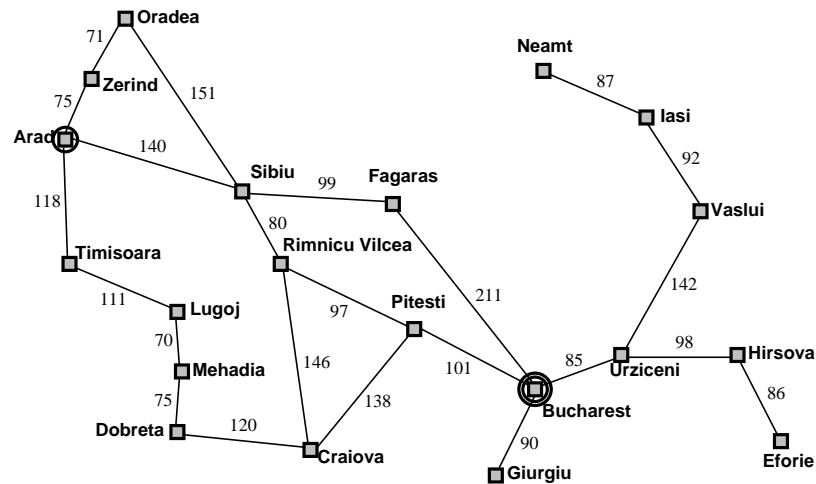 Oradea
71
Neamt
Zerind
87
151
75
Iasi
Arad
140
92
Sibiu
99
Fagaras
118
Vaslui
80
Timisoara
Rimnicu Vilcea
142
111
211
Lugoj
97
Pitesti
70
98
Hirsova
146
85
Mehadia
101
Urziceni
75
138
86
Bucharest
Dobreta
120
90
Craiova
Eforie
Giurgiu